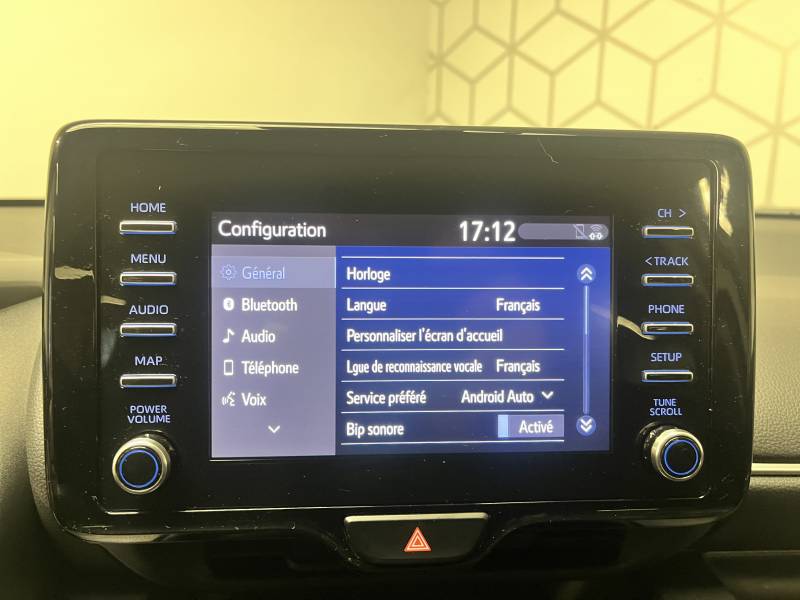 HOME
MENU
AUDIO
MAP
POWER
VOLUME
Configuration 17:12
Général
Bluetooth
Audio
Téléphone
Voix
Horloge
Langue Français
Personnaliser l'écran d'accueil
Lgue de reconnaissance vocale Français
Service préféré Android Auto
Bip sonore Activé
CH >
< TRACK
PHONE
SETUP
TUNE
SCROLL